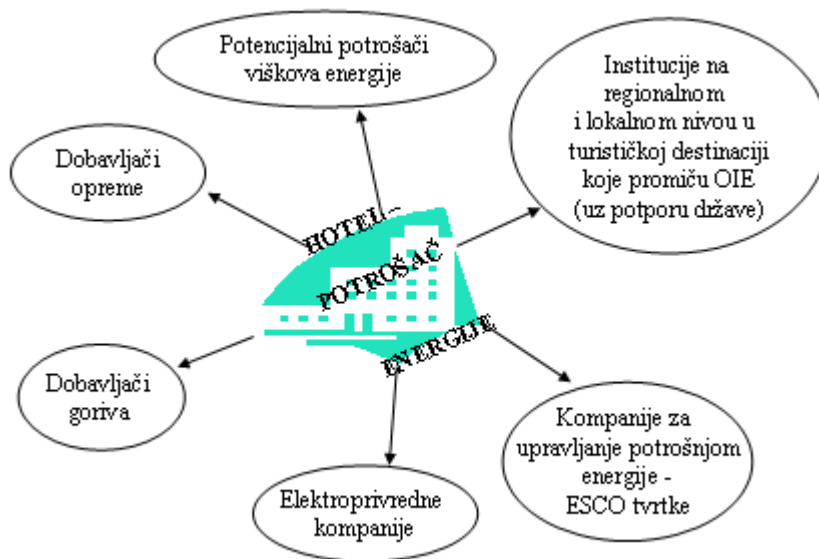 Potencijalni potrošači
viškova energije
Institucije na
regionalnom
i lokalnom nivou u
turističkoj destinaciji
koje promiču OIE
(uz potporu države)
Dobavljači
opreme
HOTEL
POTROŠAČ
ENERGIJE
Dobavljači
goriva
Kompanije za
upravljanje potrošnjom
energije -
ESCO tvrtke
Elektroprivredne
kompanije